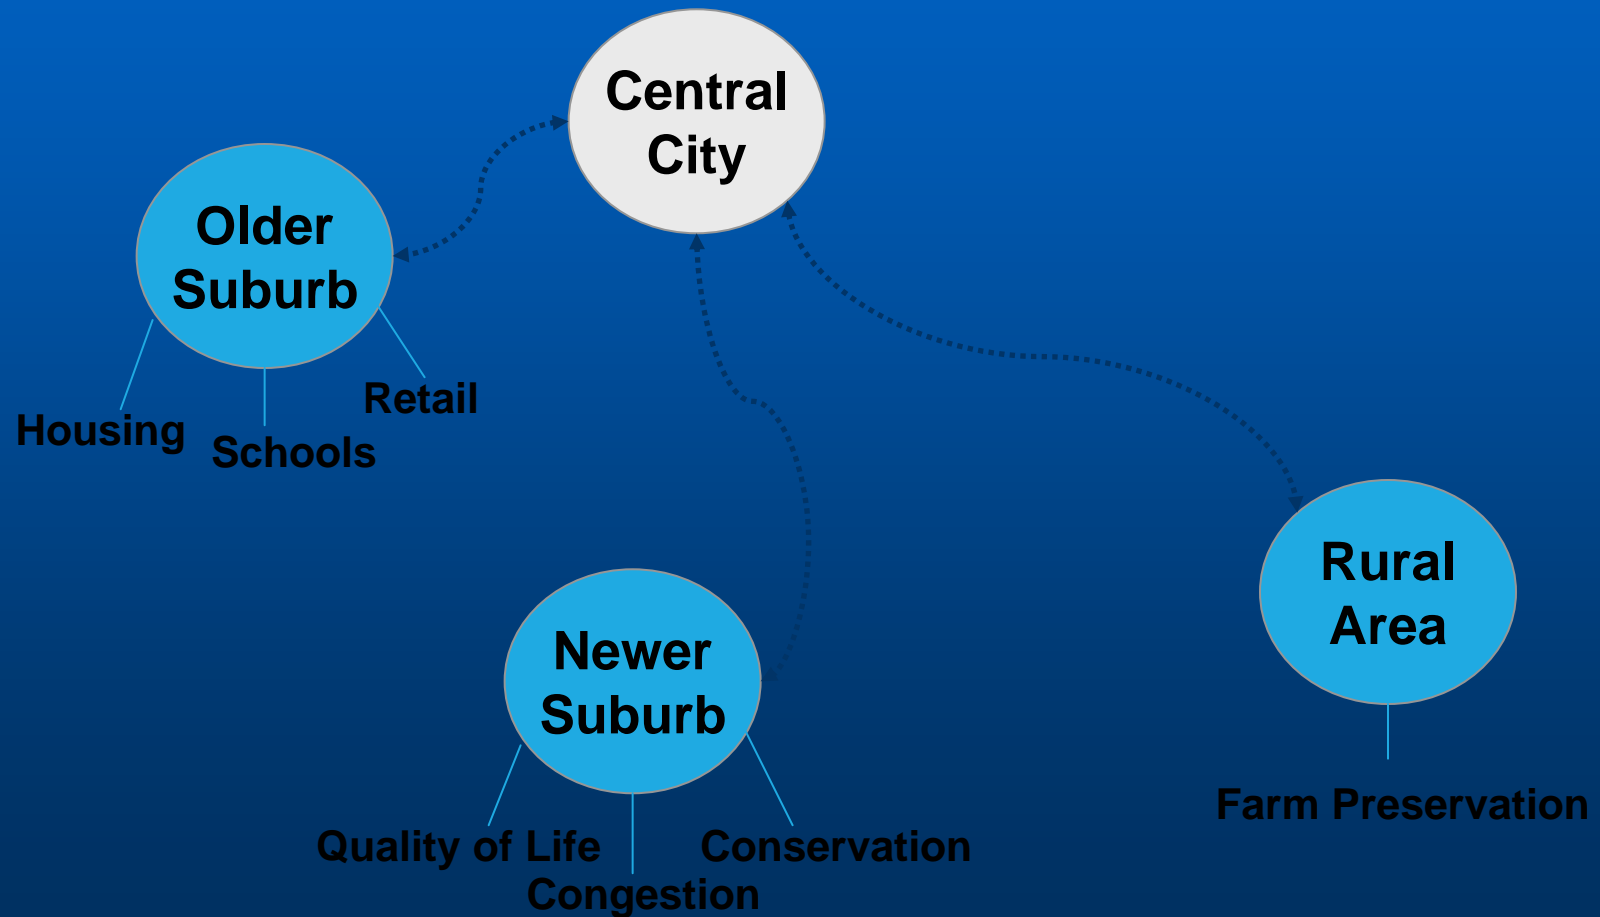 Central
City
Older
Suburb
Housing
Schools
Retail
Newer
Suburb
Quality of Life
Congestion
Conservation
Rural
Area
Farm Preservation